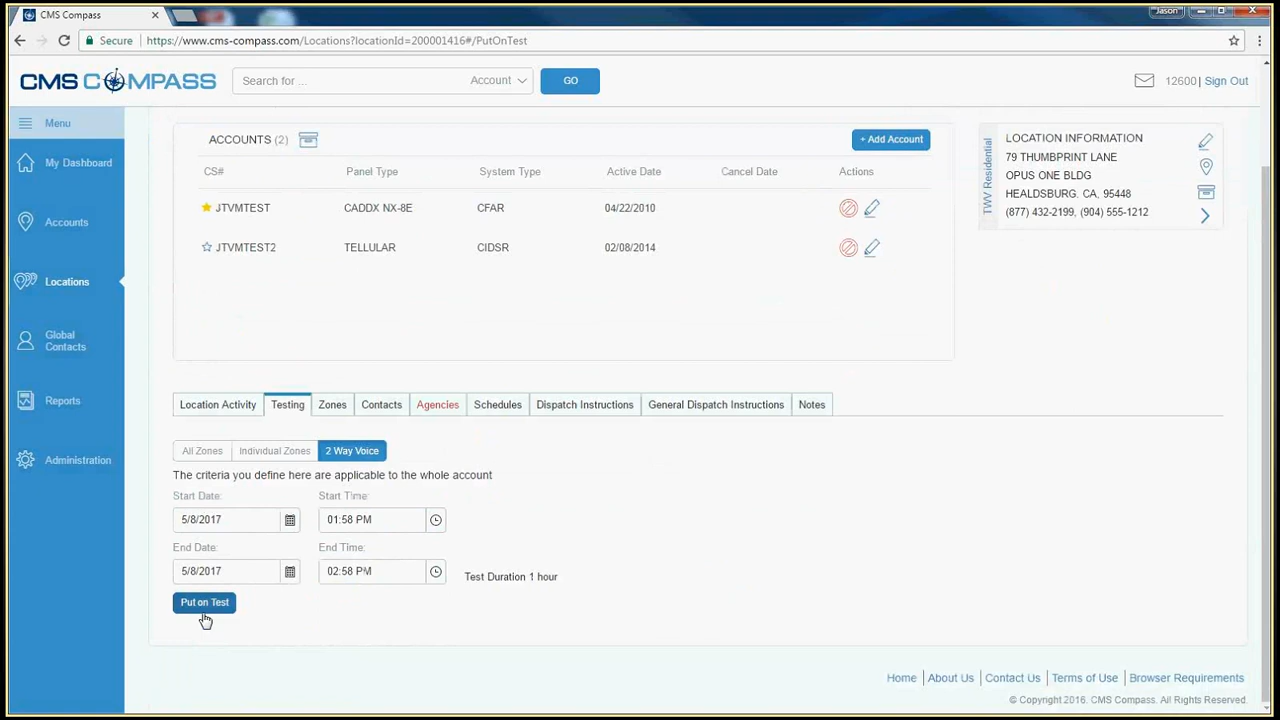 CMS Compass
Jason
Secure
https://www.cms-compass.com/Locations?locationId=200001416#/PutOnTest
CMS COMPASS
Search for ...
Account
GO
12600 | Sign Out
Menu
My Dashboard
Accounts
Locations
Global
Contacts
Reports
Administration
ACCOUNTS (2)
+ Add Account
CS# Panel Type System Type Active Date Cancel Date Actions
JTVMTEST CADDX NX-8E CFAR 04/22/2010
JTVMTEST2 TELLULAR CIDSR 02/08/2014
TWV Residential
LOCATION INFORMATION
79 THUMBPRINT LANE
OPUS ONE BLDG
HEALDSBURG. CA, 95448
(877) 432-2199, (904) 555-1212
Location Activity Testing Zones Contacts Agencies Schedules Dispatch Instructions General Dispatch Instructions Notes
All Zones Individual Zones 2 Way Voice
The criteria you define here are applicable to the whole account
Start Date: Start Time:
5/8/2017 01:58 PM
End Date: End Time:
5/8/2017 02:58 PM Test Duration 1 hour
Put on Test
Home | About Us | Contact Us | Terms of Use | Browser Requirements
© Copyright 2016. CMS Compass. All Rights Reserved.